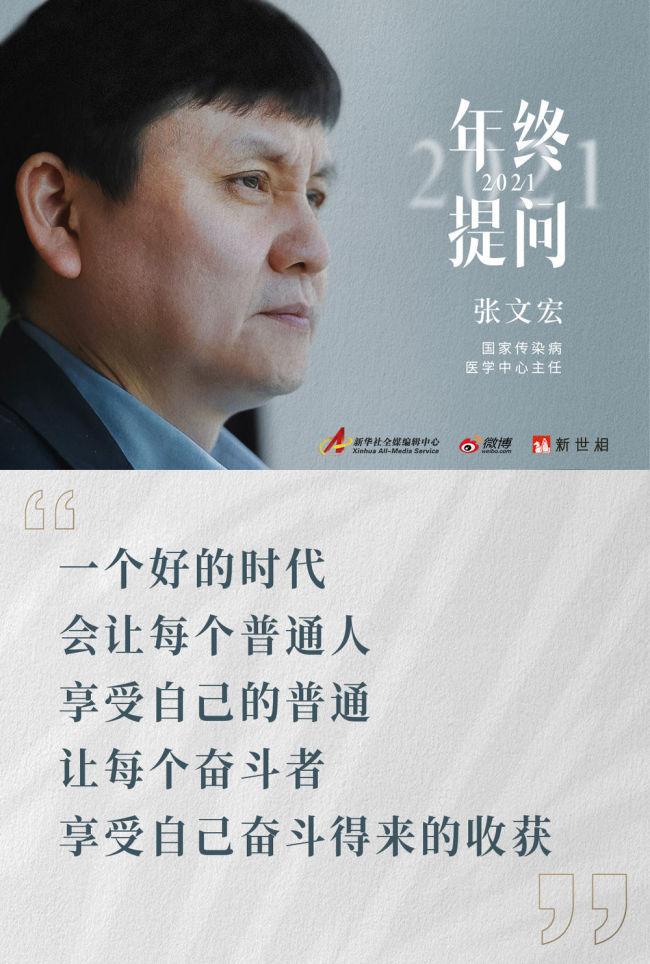 年终
2021
2021
提问
张文宏
国家传染病
医学中心主任
新华社全媒编辑中心
Xinhua All-Media Service
微博
weibo.com
新世相
“
一个好的时代
会让每个普通人
享受自己的普通
让每个奋斗者
享受自己奋斗得来的收获
”